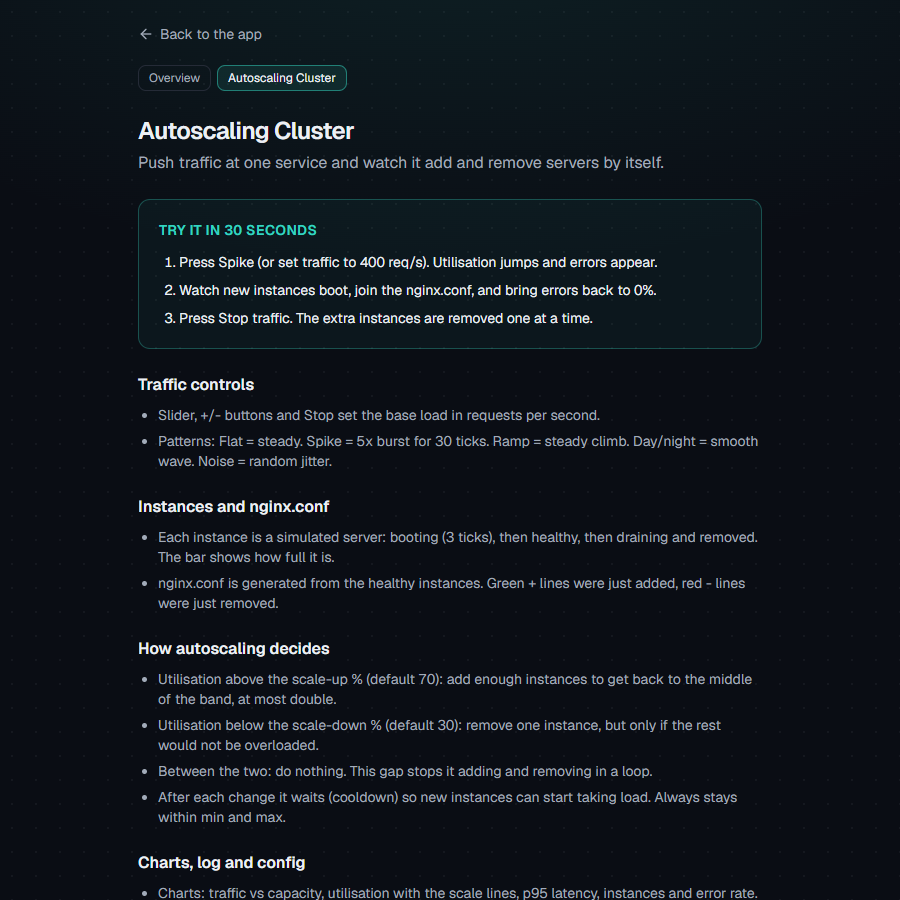 Back to the app
Overview
Autoscaling Cluster
Autoscaling Cluster
Push traffic at one service and watch it add and remove servers by itself.
TRY IT IN 30 SECONDS
1. Press Spike (or set traffic to 400 req/s). Utilisation jumps and errors appear.
2. Watch new instances boot, join the nginx.conf, and bring errors back to 0%.
3. Press Stop traffic. The extra instances are removed one at a time.
Traffic controls
Slider, +/- buttons and Stop set the base load in requests per second.
Patterns: Flat = steady. Spike = 5x burst for 30 ticks. Ramp = steady climb. Day/night = smooth
wave. Noise = random jitter.
Instances and nginx.conf
Each instance is a simulated server: booting (3 ticks), then healthy, then draining and removed.
The bar shows how full it is.
nginx.conf is generated from the healthy instances. Green + lines were just added, red - lines
were just removed.
How autoscaling decides
Utilisation above the scale-up % (default 70): add enough instances to get back to the middle
of the band, at most double.
Utilisation below the scale-down % (default 30): remove one instance, but only if the rest
would not be overloaded.
Between the two: do nothing. This gap stops it adding and removing in a loop.
After each change it waits (cooldown) so new instances can start taking load. Always stays
within min and max.
Charts, log and config
Charts: traffic vs capacity, utilisation with the scale lines, p95 latency, instances and error rate.